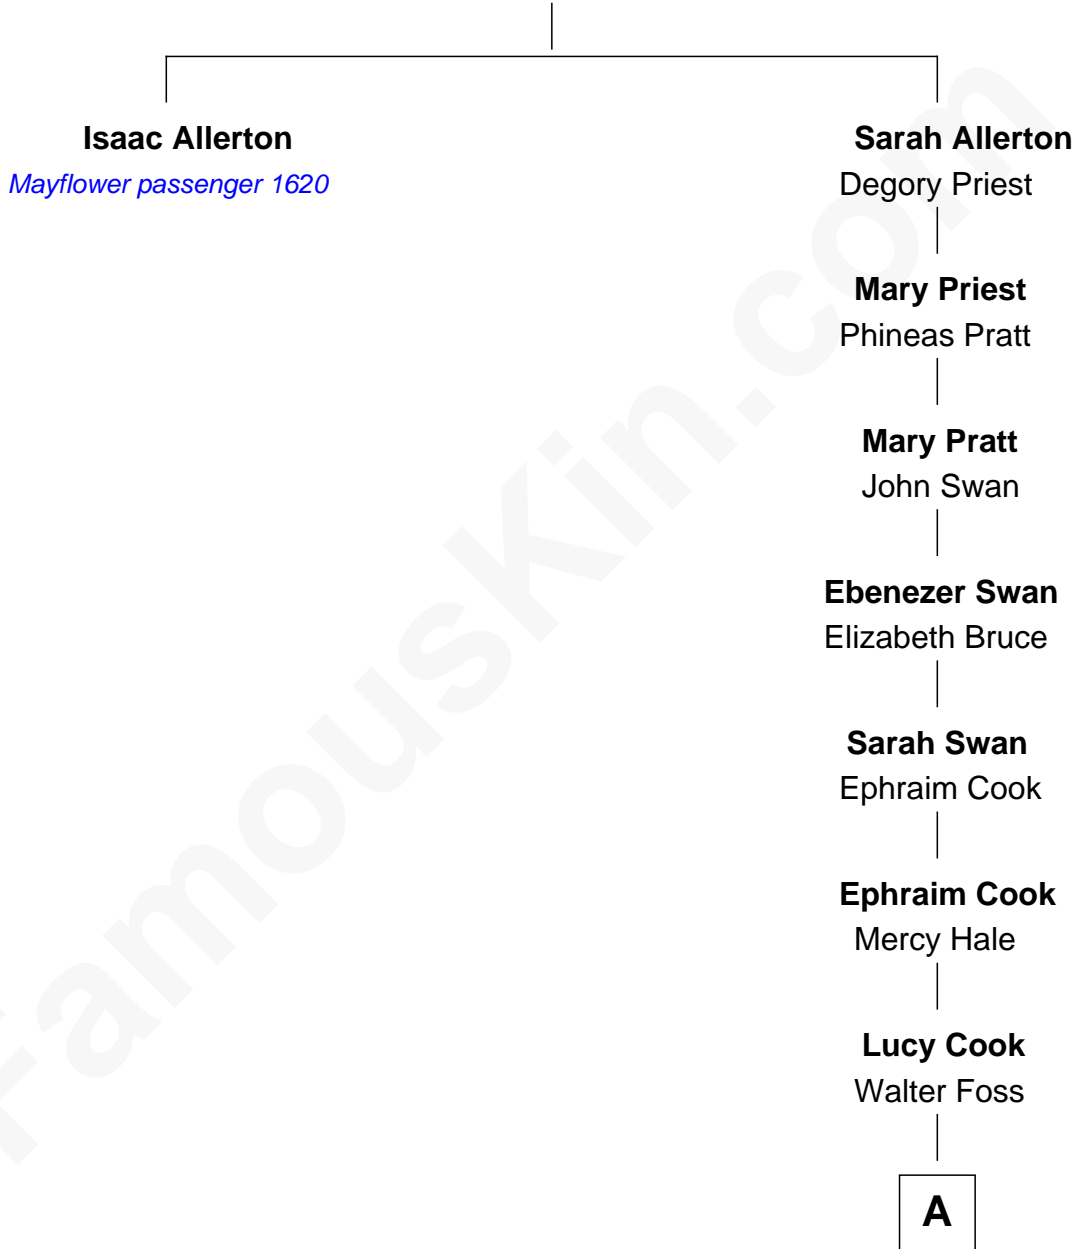 Isaac Allerton
Mayflower passenger 1620
Sarah Allerton
Degory Priest
Mary Priest
Phineas Pratt
Mary Pratt
John Swan
Ebenezer Swan
Elizabeth Bruce
Sarah Swan
Ephraim Cook
Ephraim Cook
Mercy Hale
Lucy Cook
Walter Foss
A
FamousKin.com